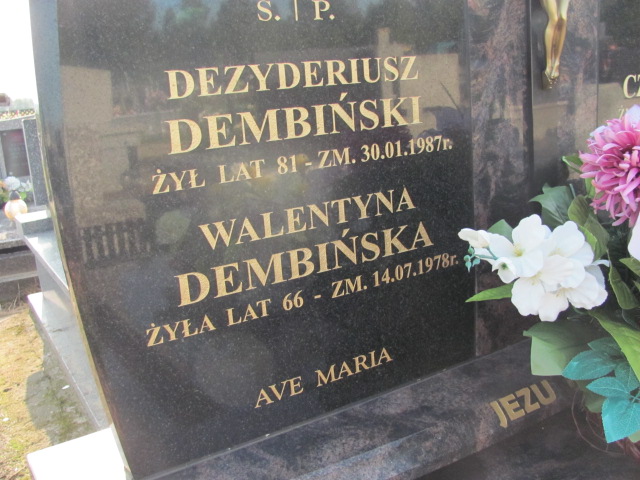 Ś. P.
DEZYDERIUSZ
DEMBIŃSKI
ŻYŁ LAT 81 - ZM. 30.01.1987r.
WALENTYNA
DEMBIŃSKA
ŻYŁA LAT 66 - ZM. 14.07.1978r.
AVE MARIA
JEZU
CZ